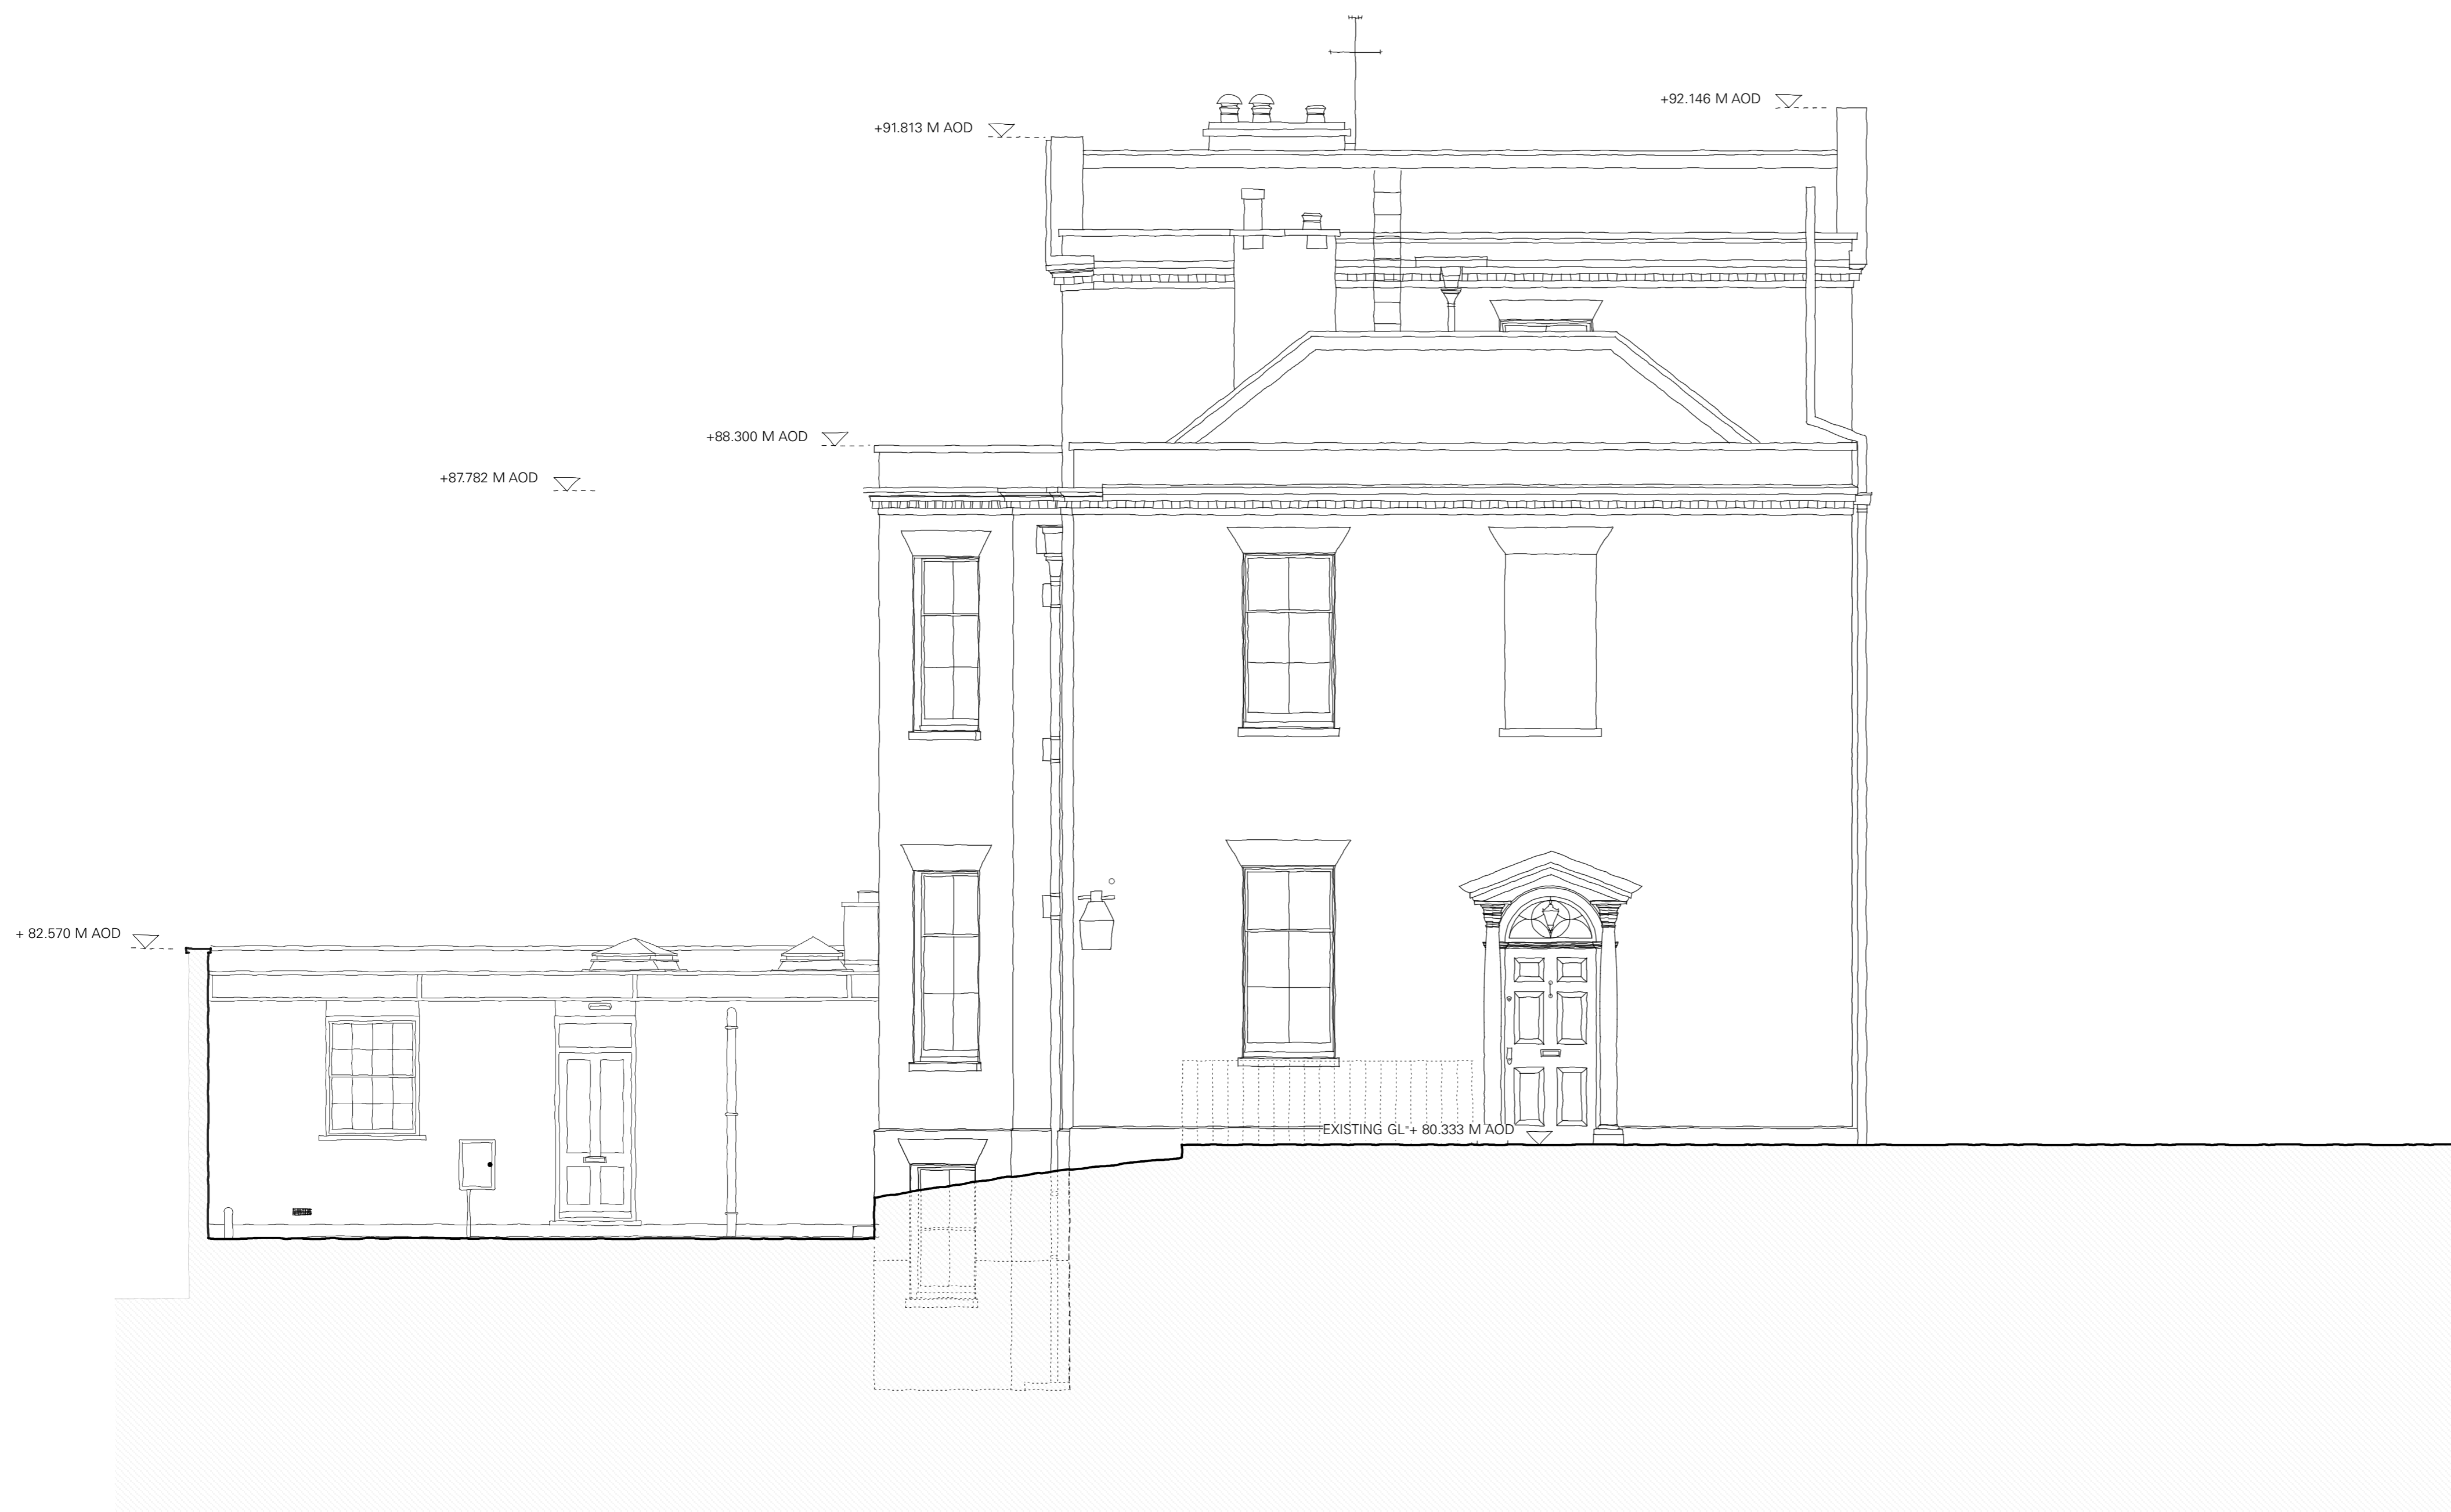 +92.146 M AOD
+91.813 M AOD
+88.300 M AOD
+87.782 M AOD
+ 82.570 M AOD
EXISTING GL + 80.333 M AOD